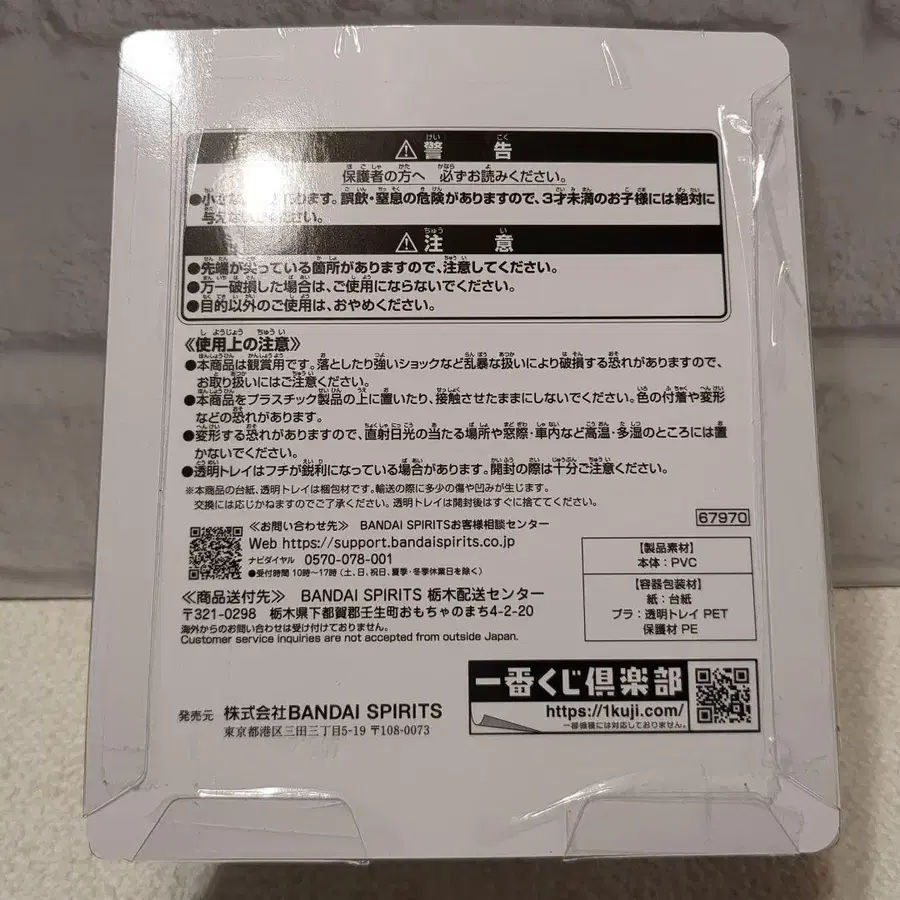 ⚠警告
保護者の方へ 必ずお読みください。
●小 ります。誤飲・窒息の危険がありますので、3才未満のお子様には絶対に
与え ください。
⚠注意
●先端が尖っている箇所がありますので、注意してください。
●万一破損した場合は、ご使用にならないでください。
●目的以外のご使用は、おやめください。
《使用上の注意》
●本商品は観賞用です。落としたり強いショックなど乱暴な扱いにより破損する恐れがありますので、
お取り扱いにはご注意ください。
●本商品をプラスチック製品の上に置いたり、接触させたままにしないでください。色の付着や変形
などの恐れがあります。
●変形する恐れがありますので、直射日光の当たる場所や窓際・車内など高温・多湿のところには置
かないでください。
●透明トレイはフチが鋭利になっている場合があります。開封の際は十分ご注意ください。
※本商品の台紙、透明トレイは梱包材です。輸送の際に多少の傷や凹みが生じます。
交換には応じかねますのでご了承ください。透明トレイは開封後はすぐに捨ててください。
67970
《お問い合わせ先》 BANDAI SPIRITSお客様相談センター
Web https://support.bandaispirits.co.jp
ナビダイヤル 0570-078-001
●受付時間 10時〜17時(土、日、祝日、夏季・冬季休業日を除く)
《商品送付先》 BANDAI SPIRITS 栃木配送センター
〒321-0298 栃木県下都賀郡壬生町おもちゃのまち4-2-20
海外からのお問い合わせは受け付けておりません。
Customer service inquiries are not accepted from outside Japan.
【製品素材】
本体:PVC
【容器包装材】
紙:台紙
プラ:透明トレイ PET
保護材 PE
一番くじ倶楽部
https://1kuji.com/
一部機種には対応しておりません。
発売元 株式会社BANDAI SPIRITS
東京都港区三田三丁目5-19 〒108-0073